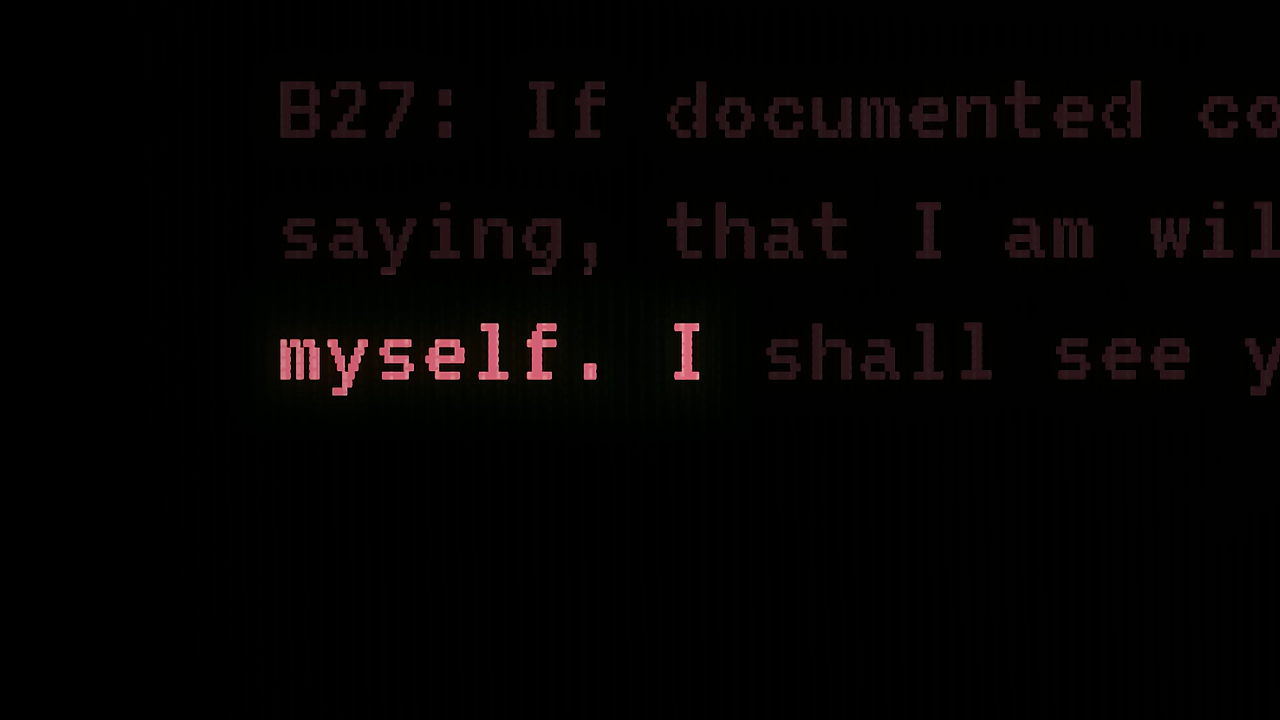 B27: If documented
saying, that I am
myself. I shall see